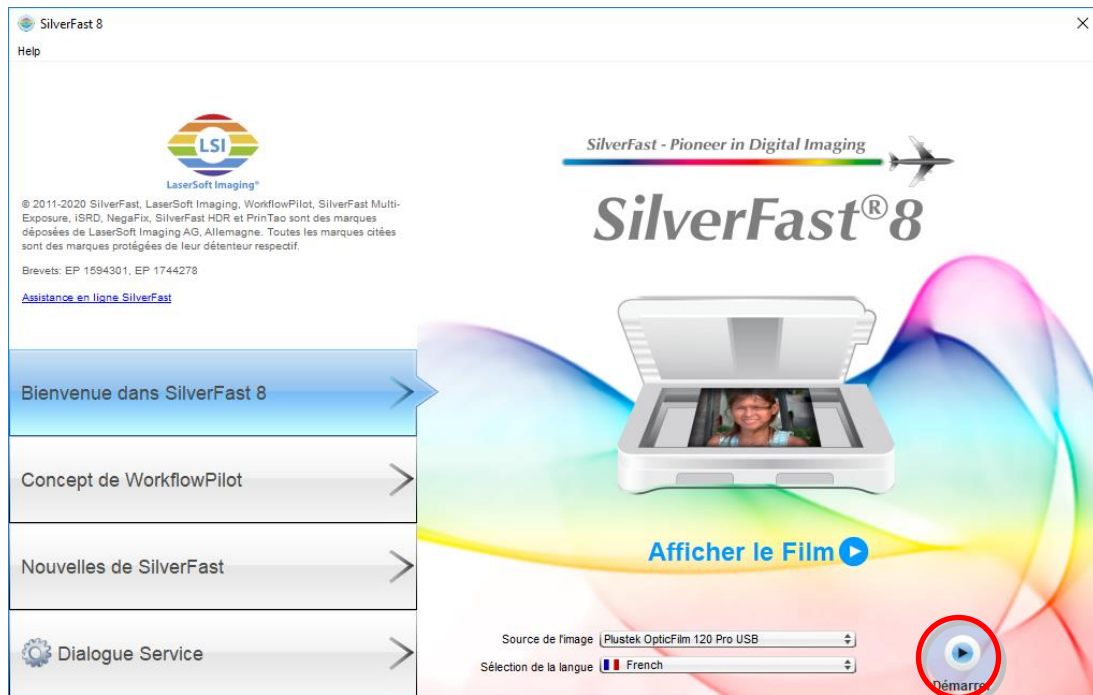 SilverFast 8
Help
LSI
LaserSoft Imaging®
© 2011-2020 SilverFast, LaserSoft Imaging, WorkflowPilot, SilverFast Multi-
Exposure, iSRD, NegaFix, SilverFast HDR et PrinTao sont des marques
déposées de LaserSoft Imaging AG, Allemagne. Toutes les marques citées
sont des marques protégées de leur détenteur respectif.
Brevets: EP 1594301, EP 1744278
Assistance en ligne SilverFast
Bienvenue dans SilverFast 8
Concept de WorkflowPilot
Nouvelles de SilverFast
Dialogue Service
SilverFast - Pioneer in Digital Imaging
SilverFast®8
Afficher le Film
Source de l'image Plustek OpticFilm 120 Pro USB
Sélection de la langue French
Démarrer